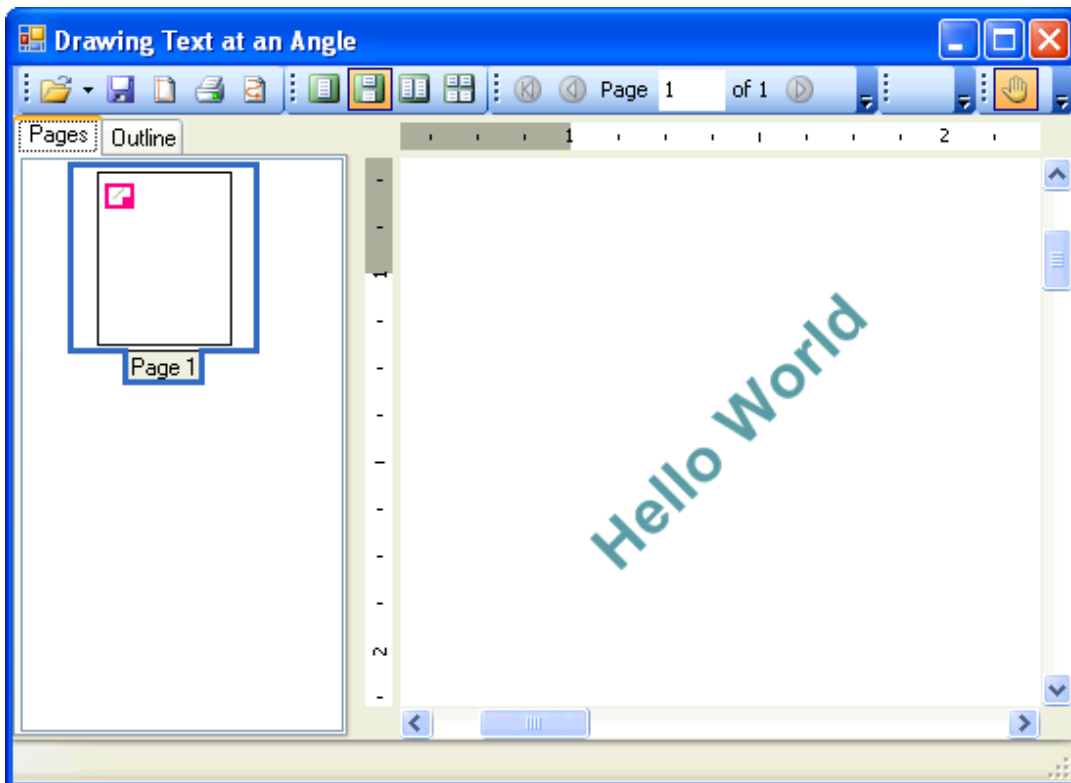 Drawing Text at an Angle
Page 1 of 1
Pages Outline
1 2
Page 1
1
2
Hello World